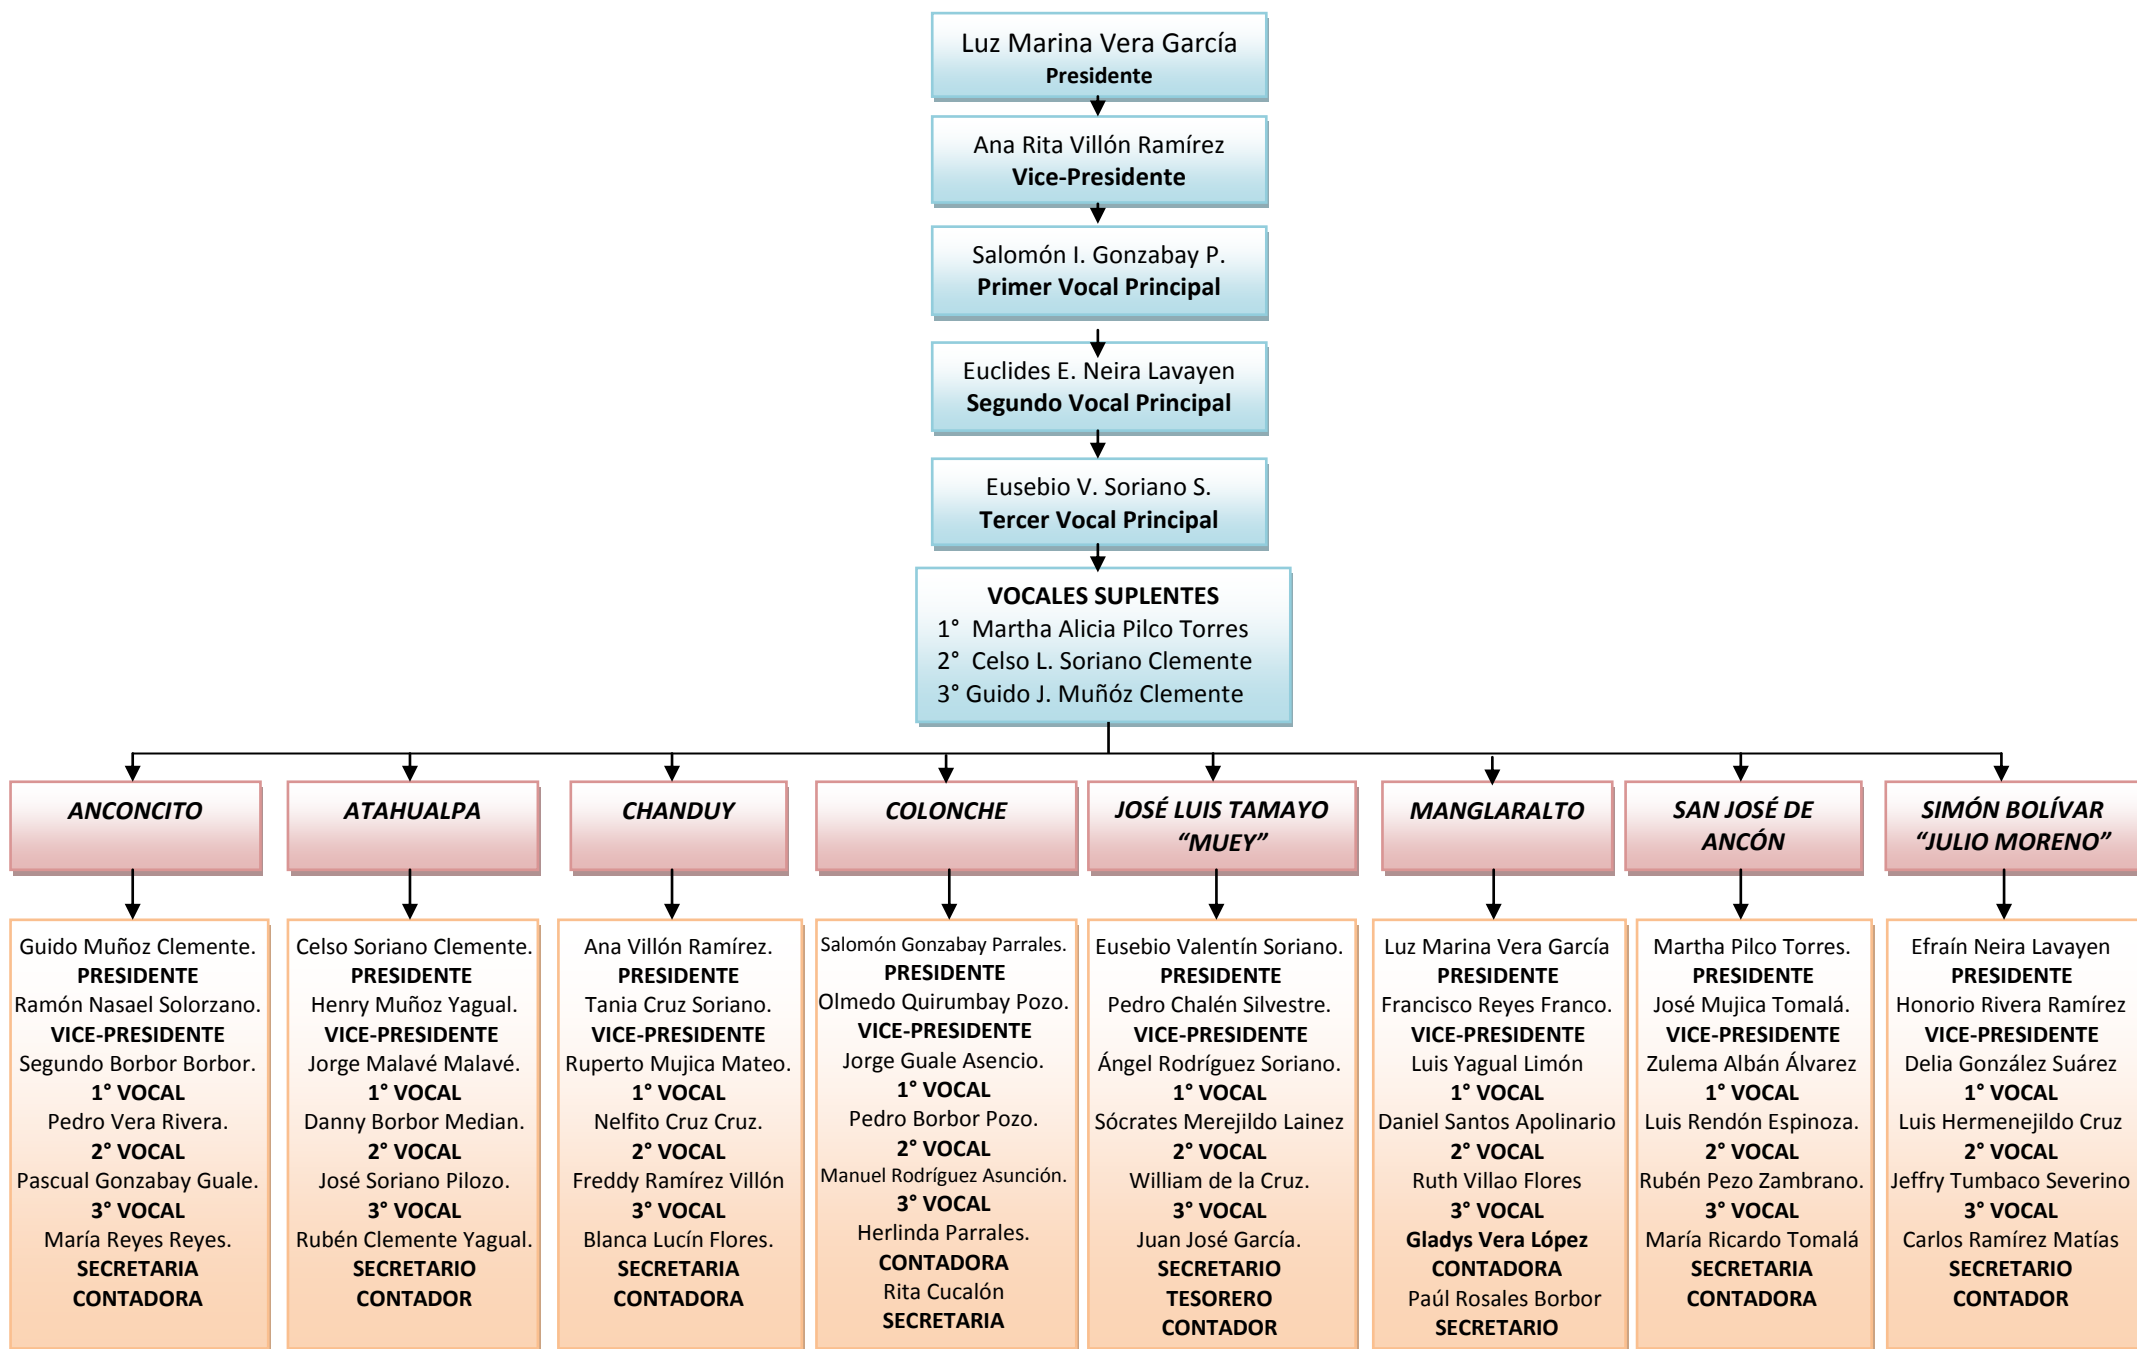 Luz Marina Vera García
Presidente
Ana Rita Villón Ramírez
Vice-Presidente
Salomón I. Gonzabay P.
Primer Vocal Principal
Euclides E. Neira Lavayen
Segundo Vocal Principal
Eusebio V. Soriano S.
Tercer Vocal Principal
VOCALES SUPLENTES
1° Martha Alicia Pilco Torres
2° Celso L. Soriano Clemente
3° Guido J. Muñóz Clemente
ANCONCITO
Guido Muñoz Clemente.
PRESIDENTE
Ramón Nasael Solorzano.
VICE-PRESIDENTE
Segundo Borbor Borbor.
1° VOCAL
Pedro Vera Rivera.
2° VOCAL
Pascual Gonzabay Guale.
3° VOCAL
María Reyes Reyes.
SECRETARIA
CONTADORA
ATAHUALPA
Celso Soriano Clemente.
PRESIDENTE
Henry Muñoz Yagual.
VICE-PRESIDENTE
Jorge Malavé Malavé.
1° VOCAL
Danny Borbor Median.
2° VOCAL
José Soriano Pilozo.
3° VOCAL
Rubén Clemente Yagual.
SECRETARIO
CONTADOR
CHANDUY
Ana Villón Ramírez.
PRESIDENTE
Tania Cruz Soriano.
VICE-PRESIDENTE
Ruperto Mujica Mateo.
1° VOCAL
Nelfito Cruz Cruz.
2° VOCAL
Freddy Ramírez Villón
3° VOCAL
Blanca Lucín Flores.
SECRETARIA
CONTADORA
COLONCHE
Salomón Gonzabay Parrales.
PRESIDENTE
Olmedo Quirumbay Pozo.
VICE-PRESIDENTE
Jorge Guale Asencio.
1° VOCAL
Pedro Borbor Pozo.
2° VOCAL
Manuel Rodríguez Asunción.
3° VOCAL
Herlinda Parrales.
CONTADORA
Rita Cucalón
SECRETARIA
JOSÉ LUIS TAMAYO
“MUEY”
Eusebio Valentín Soriano.
PRESIDENTE
Pedro Chalén Silvestre.
VICE-PRESIDENTE
Ángel Rodríguez Soriano.
1° VOCAL
Sócrates Merejildo Lainez
2° VOCAL
William de la Cruz.
3° VOCAL
Juan José García.
SECRETARIO
TESORERO
CONTADOR
MANGLARALTO
Luz Marina Vera García
PRESIDENTE
Francisco Reyes Franco.
VICE-PRESIDENTE
Luis Yagual Limón
1° VOCAL
Daniel Santos Apolinario
2° VOCAL
Ruth Villao Flores
3° VOCAL
Gladys Vera López
CONTADORA
Paúl Rosales Borbor
SECRETARIO
SAN JOSÉ DE
ANCÓN
Martha Pilco Torres.
PRESIDENTE
José Mujica Tomalá.
VICE-PRESIDENTE
Zulema Albán Álvarez
1° VOCAL
Luis Rendón Espinoza.
2° VOCAL
Rubén Pezo Zambrano.
3° VOCAL
María Ricardo Tomalá
SECRETARIA
CONTADORA
SIMÓN BOLÍVAR
“JULIO MORENO”
Efraín Neira Lavayen
PRESIDENTE
Honorio Rivera Ramírez
VICE-PRESIDENTE
Delia González Suárez
1° VOCAL
Luis Hermenejildo Cruz
2° VOCAL
Jeffry Tumbaco Severino
3° VOCAL
Carlos Ramírez Matías
SECRETARIO
CONTADOR